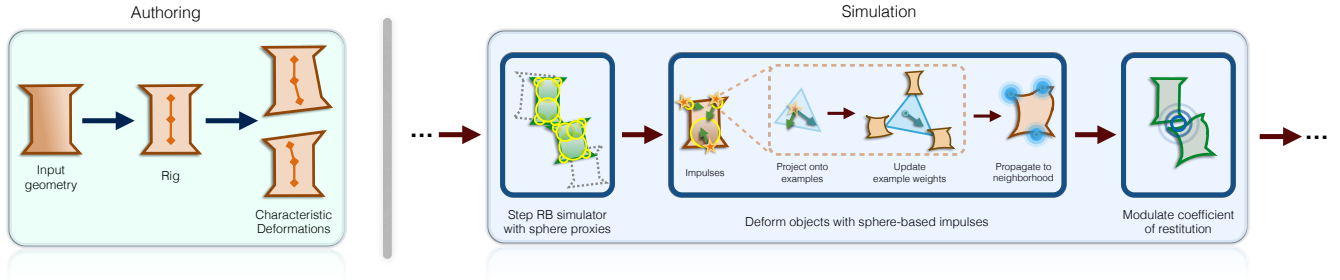 Authoring
Simulation
Input
geometry
Rig
Characteristic
Deformations
...
Step RB simulator
with sphere proxies
Impulses
Project onto
examples
Update
example weights
Propagate to
neighborhood
Deform objects with sphere-based impulses
Modulate coefficient
of restitution
...